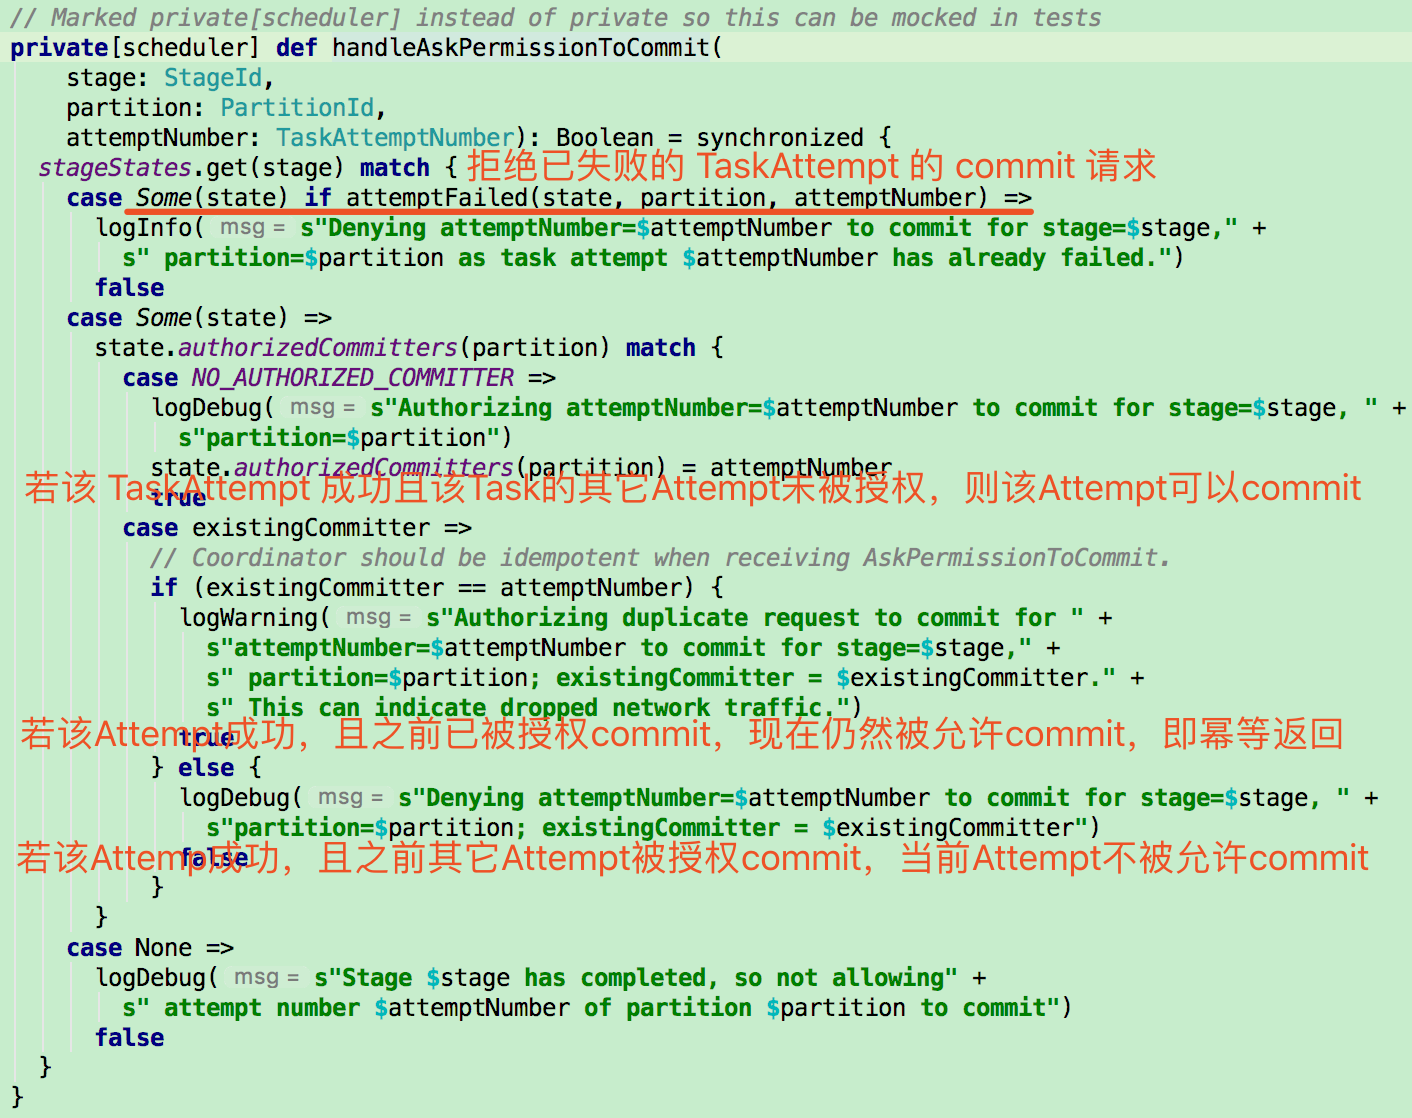 // Marked private[scheduler] instead of private so this can be mocked in tests
private[scheduler] def handleAskPermissionToCommit(
stage: StageId,
partition: PartitionId,
attemptNumber: TaskAttemptNumber): Boolean = synchronized {
stageStates.get(stage) match { 拒绝已失败的 TaskAttempt 的 commit 请求
case Some(state) if attemptFailed(state, partition, attemptNumber) =>
logInfo( msg = s"Denying attemptNumber=$attemptNumber to commit for stage=$stage," +
s" partition=$partition as task attempt $attemptNumber has already failed.")
false
case Some(state) =>
state.authorizedCommitters(partition) match {
case NO_AUTHORIZED_COMMITTER =>
logDebug( msg = s"Authorizing attemptNumber=$attemptNumber to commit for stage=$stage, " +
s"partition=$partition")
state.authorizedCommitters(partition) = attemptNumber
若该 TaskAttempt 成功且该Task的其它Attempt未被授权，则该Attempt可以commit
true
case existingCommitter =>
// Coordinator should be idempotent when receiving AskPermissionToCommit.
if (existingCommitter == attemptNumber) {
logWarning( msg = s"Authorizing duplicate request to commit for " +
s"attemptNumber=$attemptNumber to commit for stage=$stage," +
s" partition=$partition; existingCommitter = $existingCommitter." +
s" This can indicate dropped network traffic.")
若该Attempt成功，且之前已被授权commit，现在仍然被允许commit，即幂等返回
true
} else {
logDebug( msg = s"Denying attemptNumber=$attemptNumber to commit for stage=$stage, " +
s"partition=$partition; existingCommitter = $existingCommitter")
若该Attemp成功，且之前其它Attempt被授权commit，当前Attempt不被允许commit
false
}
}
case None =>
logDebug( msg = s"Stage $stage has completed, so not allowing" +
s" attempt number $attemptNumber of partition $partition to commit")
false
}
}